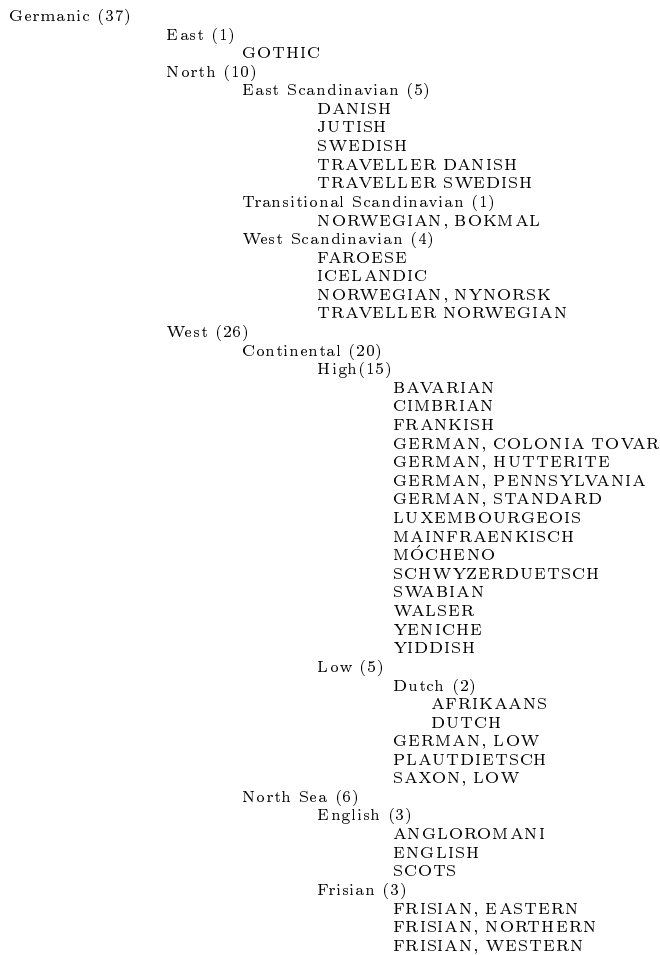 Germanic (37)
East (1)
GOTHIC
North (10)
East Scandinavian (5)
DANISH
JUTISH
SWEDISH
TRAVELLER DANISH
TRAVELLER SWEDISH
Transitional Scandinavian (1)
NORWEGIAN, BOKMAL
West Scandinavian (4)
FAROESE
ICELANDIC
NORWEGIAN, NYNORSK
TRAVELLER NORWEGIAN
West (26)
Continental (20)
High(15)
BAVARIAN
CIMBRIAN
FRANKISH
GERMAN, COLONIA TOVAR
GERMAN, HUTTERITE
GERMAN, PENNSYLVANIA
GERMAN, STANDARD
LUXEMBOURGEOIS
MAINFRAENKISCH
MÓCHENO
SCHWYZERDUETSCH
SWABIAN
WALSER
YENICHE
YIDDISH
Low (5)
Dutch (2)
AFRIKAANS
DUTCH
GERMAN, LOW
PLAUTDIETSCH
SAXON, LOW
North Sea (6)
English (3)
ANGLOROMANI
ENGLISH
SCOTS
Frisian (3)
FRISIAN, EASTERN
FRISIAN, NORTHERN
FRISIAN, WESTERN